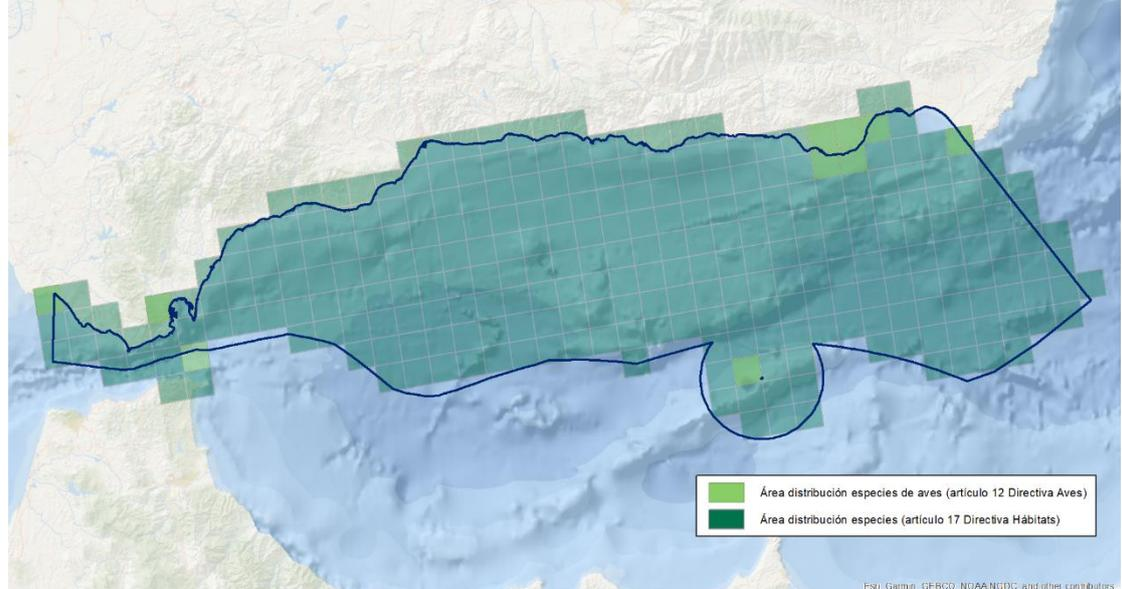 Área distribución especies de aves (artículo 12 Directiva Aves)
Área distribución especies (artículo 17 Directiva Hábitats)
Esri, Garmin, GEBCO, NOAA NGDC, and other contributors